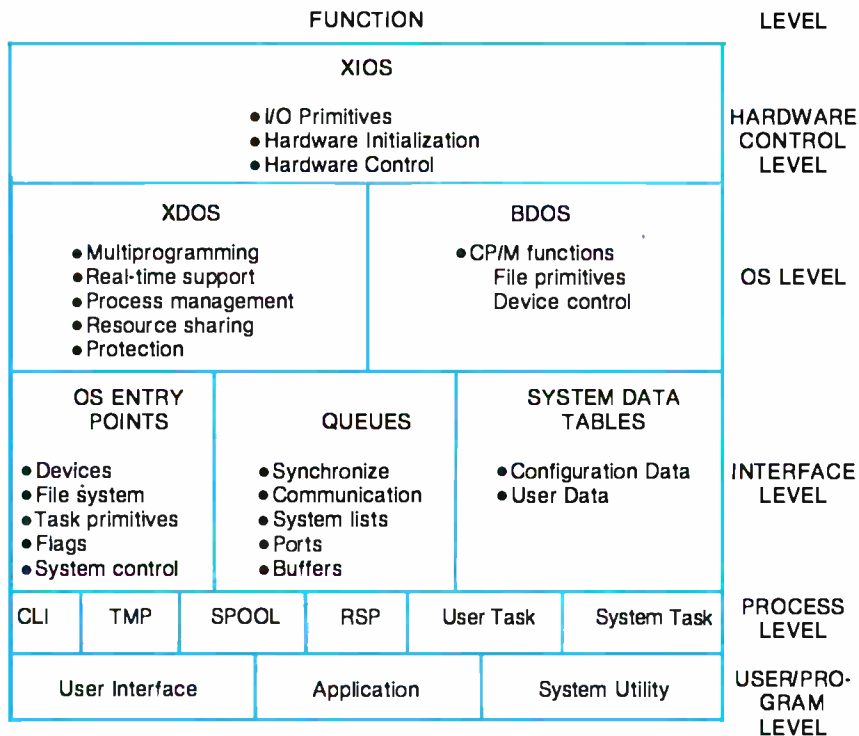 FUNCTION
LEVEL
XIOS
• I/O Primitives
• Hardware Initialization
• Hardware Control
HARDWARE
CONTROL
LEVEL
XDOS
• Multiprogramming
• Real-time support
• Process management
• Resource sharing
• Protection
BDOS
• CP/M functions
File primitives
Device control
OS LEVEL
OS ENTRY
POINTS
• Devices
• File system
• Task primitives
• Flags
• System control
QUEUES
• Synchronize
• Communication
• System lists
• Ports
• Buffers
SYSTEM DATA
TABLES
• Configuration Data
• User Data
INTERFACE
LEVEL
CLI
TMP
SPOOL
RSP
User Task
System Task
PROCESS
LEVEL
User Interface
Application
System Utility
USER/PRO-
GRAM
LEVEL